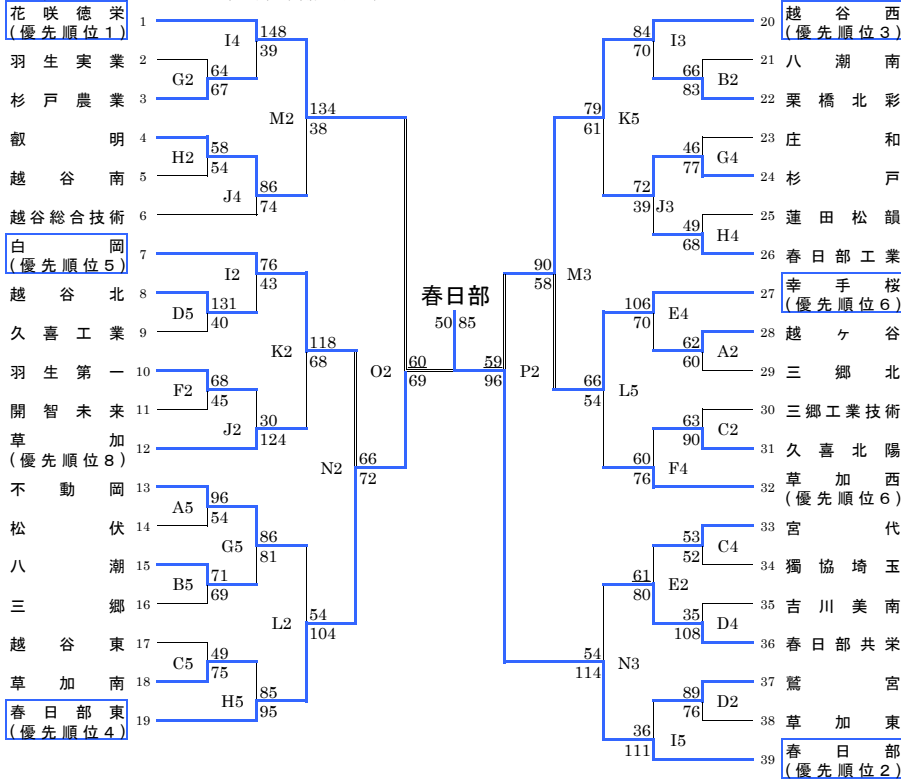 花咲徳栄 1
(優先順位1)
I4 148
39
羽生実業 2
G2 64
67
杉戸農業 3
M2 134
38
叡明 4
H2 58
54
越谷南 5
J4 86
74
越谷総合技術 6
白岡 7
(優先順位5)
I2 76
43
越谷北 8
D5 131
40
久喜工業 9
K2 118
68
羽生第一 10
F2 68
45
開智未来 11
J2 30
124
草加 12
(優先順位8)
O2 60
69
N2 66
72
不動岡 13
A5 96
54
松伏 14
G5 86
81
八潮 15
B5 71
69
三郷 16
L2 54
104
越谷東 17
C5 49
75
草加南 18
H5 85
95
春日部東 19
(優先順位4)
春日部
50 85
20 越谷西
(優先順位3)
84 I3
70
21 八潮南
66 B2
83
22 栗橋北彩
79 K5
61
23 庄和
46 G4
77
24 杉戸
72 J3
39
25 蓮田松韻
49 H4
68
26 春日部工業
90 M3
58
27 幸手桜
(優先順位6)
106 E4
70
28 越ヶ谷
62 A2
60
29 三郷北
59 P2
96
66 L5
54
30 三郷工業技術
63 C2
90
31 久喜北陽
60 F4
76
32 草加西
(優先順位6)
33 宮代
53 C4
52
34 獨協埼玉
61 E2
80
35 吉川美南
35 D4
108
36 春日部共栄
54 N3
114
37 鷲宮
89 D2
76
38 草加東
36 I5
111
39 春日部
(優先順位2)